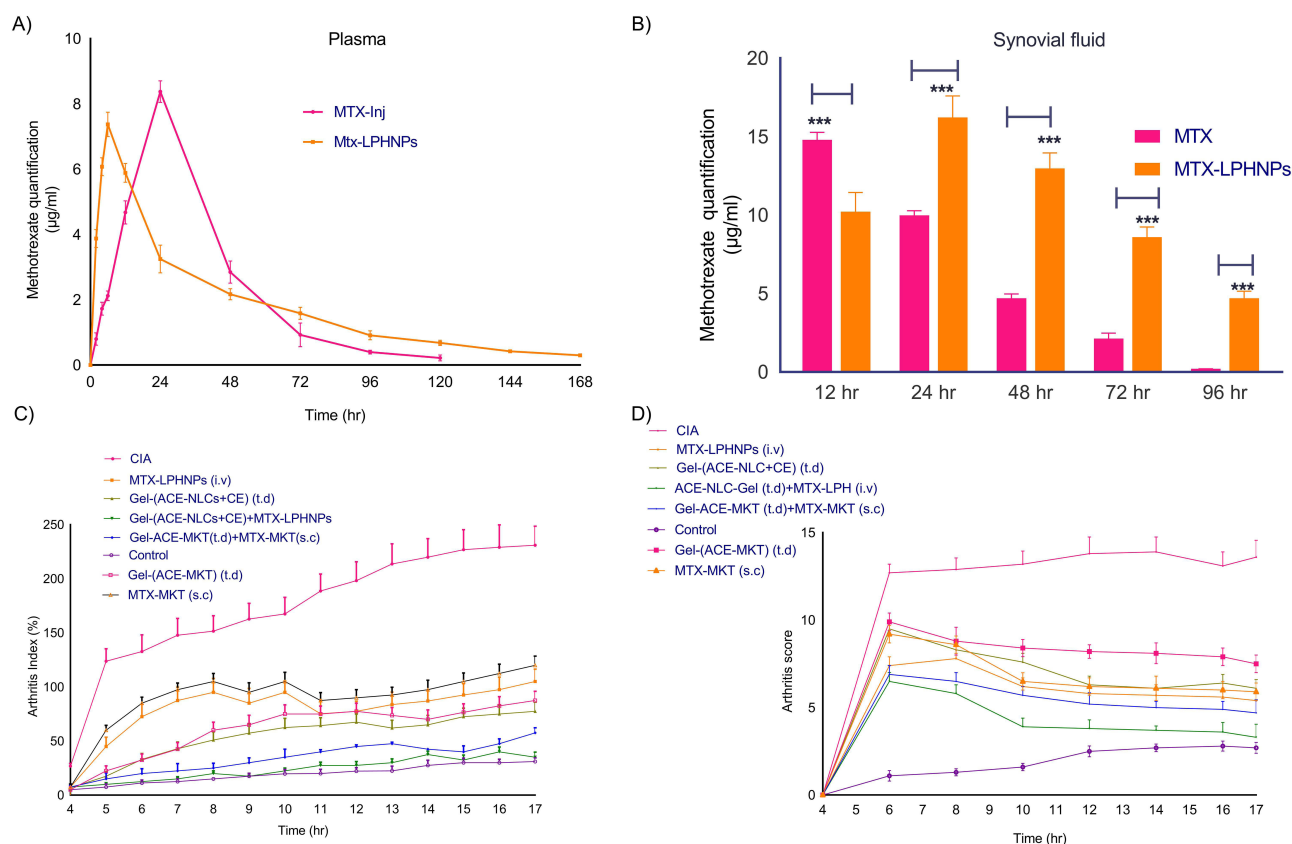 A)
Plasma
10
8
6
4
2
0
Methotrexate quantification
(µg/ml)
MTX-Inj
Mtx-LPHNPs
0 24 48 72 96 120 144 168
Time (hr)
B)
Synovial fluid
20
15
10
5
0
Methotrexate quantification
(µg/ml)
MTX
MTX-LPHNPs
***
***
***
***
***
12 hr 24 hr 48 hr 72 hr 96 hr
C)
CIA
MTX-LPHNPs (i.v)
Gel-(ACE-NLCs+CE) (t.d)
Gel-(ACE-NLCs+CE)+MTX-LPHNPs
Gel-ACE-MKT(t.d)+MTX-MKT(s.c)
Control
Gel-(ACE-MKT) (t.d)
MTX-MKT (s.c)
250
200
150
100
50
0
Arthritis Index (%)
4 5 6 7 8 9 10 11 12 13 14 15 16 17
Time (hr)
D)
CIA
MTX-LPHNPs (i.v)
Gel-(ACE-NLC+CE) (t.d)
ACE-NLC-Gel (t.d)+MTX-LPH (i.v)
Gel-ACE-MKT (t.d)+MTX-MKT (s.c)
Control
Gel-(ACE-MKT) (t.d)
MTX-MKT (s.c)
15
10
5
0
Arthritis score
4 5 6 7 8 9 10 11 12 13 14 15 16 17
Time (hr)